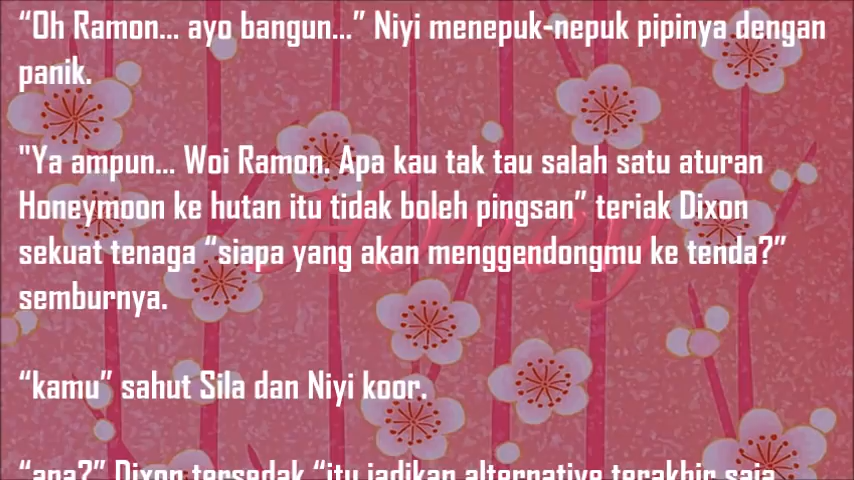 “Oh Ramon... ayo bangun...” Niyi menepuk-nepuk pipinya dengan
panik.
"Ya ampun... Woi Ramon. Apa kau tak tau salah satu aturan
Honeymoon ke hutan itu tidak boleh pingsan” teriak Dixon
sekuat tenaga “siapa yang akan menggendongmu ke tenda?”
semburnya.
“kamu” sahut Sila dan Niyi koor.
“apa?” Dixon tersedak “itu jadikan alternative terakhir saja